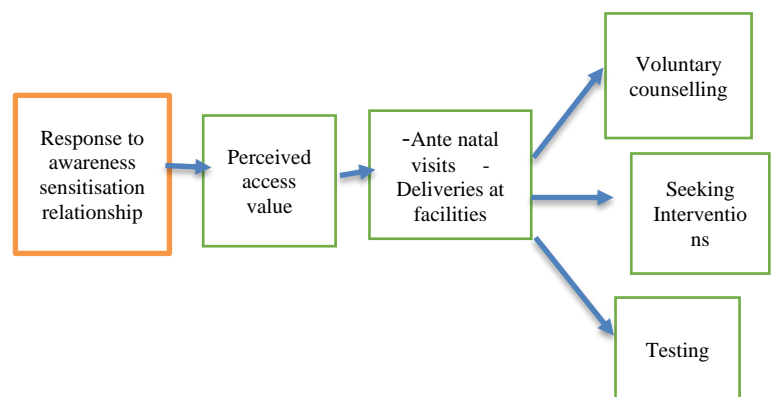 Response to
awareness
sensitisation
relationship
Perceived
access
value
-Ante natal
visits -
Deliveries at
facilities
Voluntary
counselling
Seeking
Interventio
ns
Testing